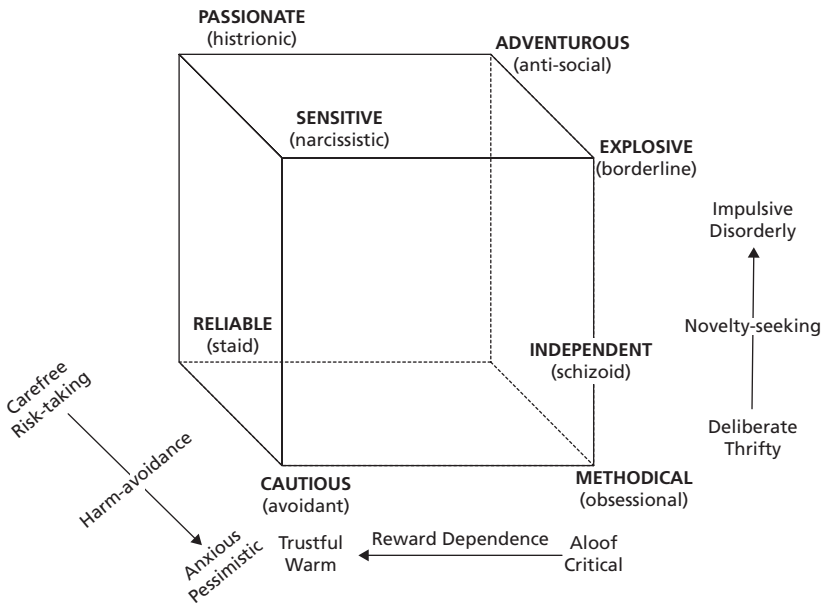 PASSIONATE
(histrionic)
ADVENTUROUS
(anti-social)
SENSITIVE
(narcissistic)
EXPLOSIVE
(borderline)
Impulsive
Disorderly
RELIABLE
(staid)
Novelty-seeking
INDEPENDENT
(schizoid)
Carefree
Risk-taking
Deliberate
Thrifty
Harm-avoidance
CAUTIOUS
(avoidant)
METHODICAL
(obsessional)
Anxious
Pessimistic
Trustful
Warm
Reward Dependence
Aloof
Critical